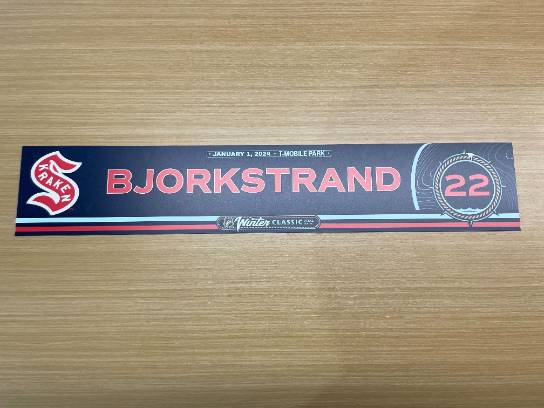 · JANUARY 1, 2024 · T-MOBILE PARK ·
KRAKEN
BJORKSTRAND
22
Winter CLASSIC